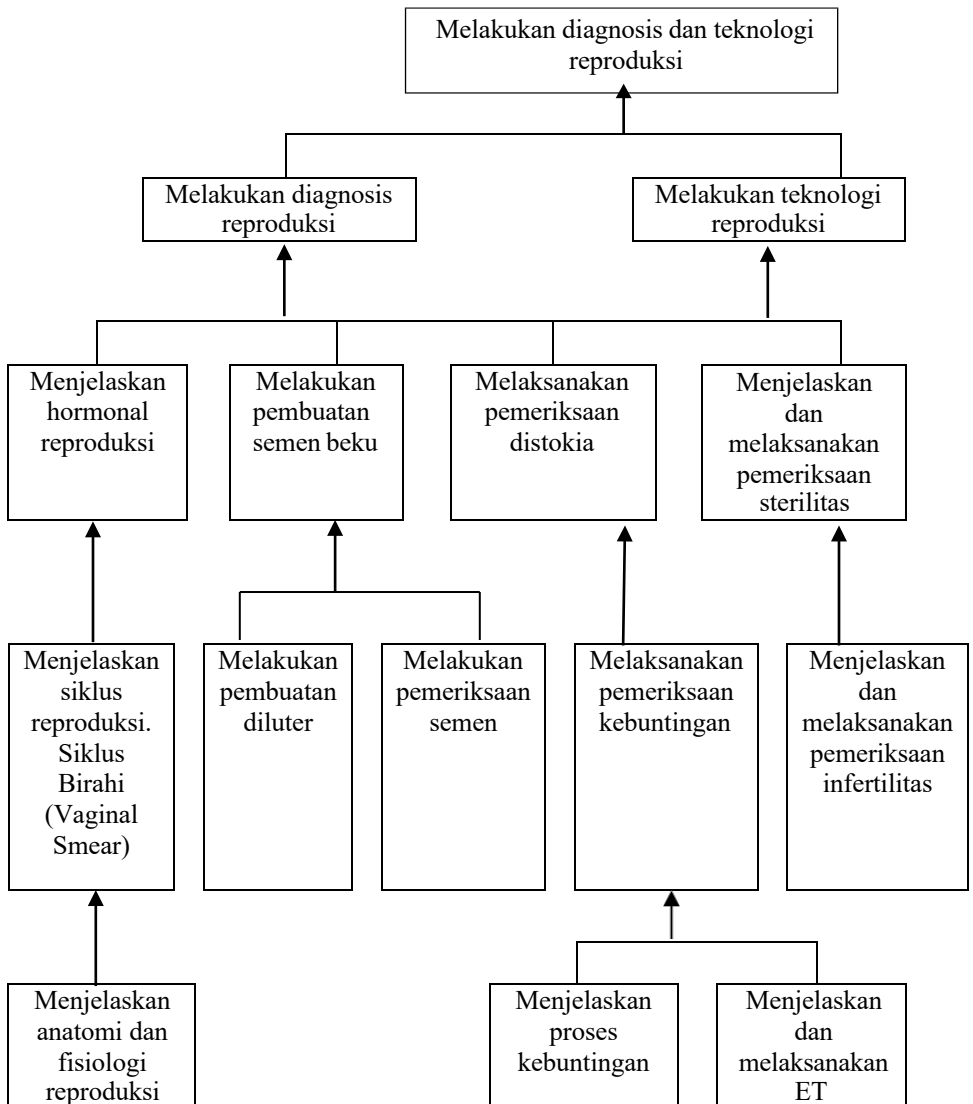 Melakukan diagnosis dan teknologi
reproduksi
Melakukan diagnosis
reproduksi
Melakukan teknologi
reproduksi
Menjelaskan
hormonal
reproduksi
Melakukan
pembuatan
semen beku
Melaksanakan
pemeriksaan
distokia
Menjelaskan
dan
melaksanakan
pemeriksaan
sterilitas
Menjelaskan
siklus
reproduksi.
Siklus
Birahi
(Vaginal
Smear)
Melakukan
pembuatan
diluter
Melakukan
pemeriksaan
semen
Melaksanakan
pemeriksaan
kebuntingan
Menjelaskan
dan
melaksanakan
pemeriksaan
infertilitas
Menjelaskan
anatomi dan
fisiologi
reproduksi
Menjelaskan
proses
kebuntingan
Menjelaskan
dan
melaksanakan
ET